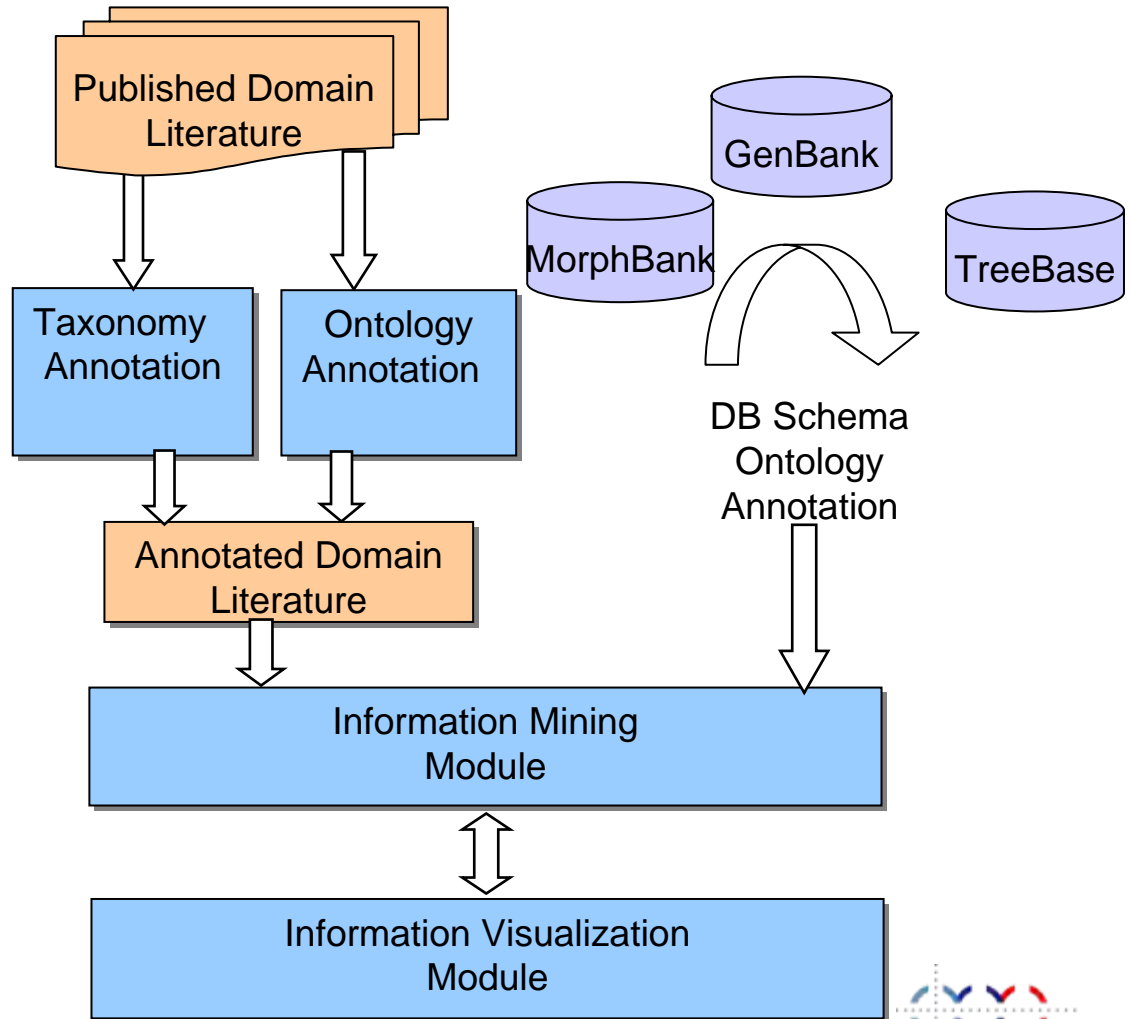 Published Domain
Literature
GenBank
MorphBank
TreeBase
Taxonomy
Annotation
Ontology
Annotation
DB Schema
Ontology
Annotation
Annotated Domain
Literature
Information Mining
Module
Information Visualization
Module